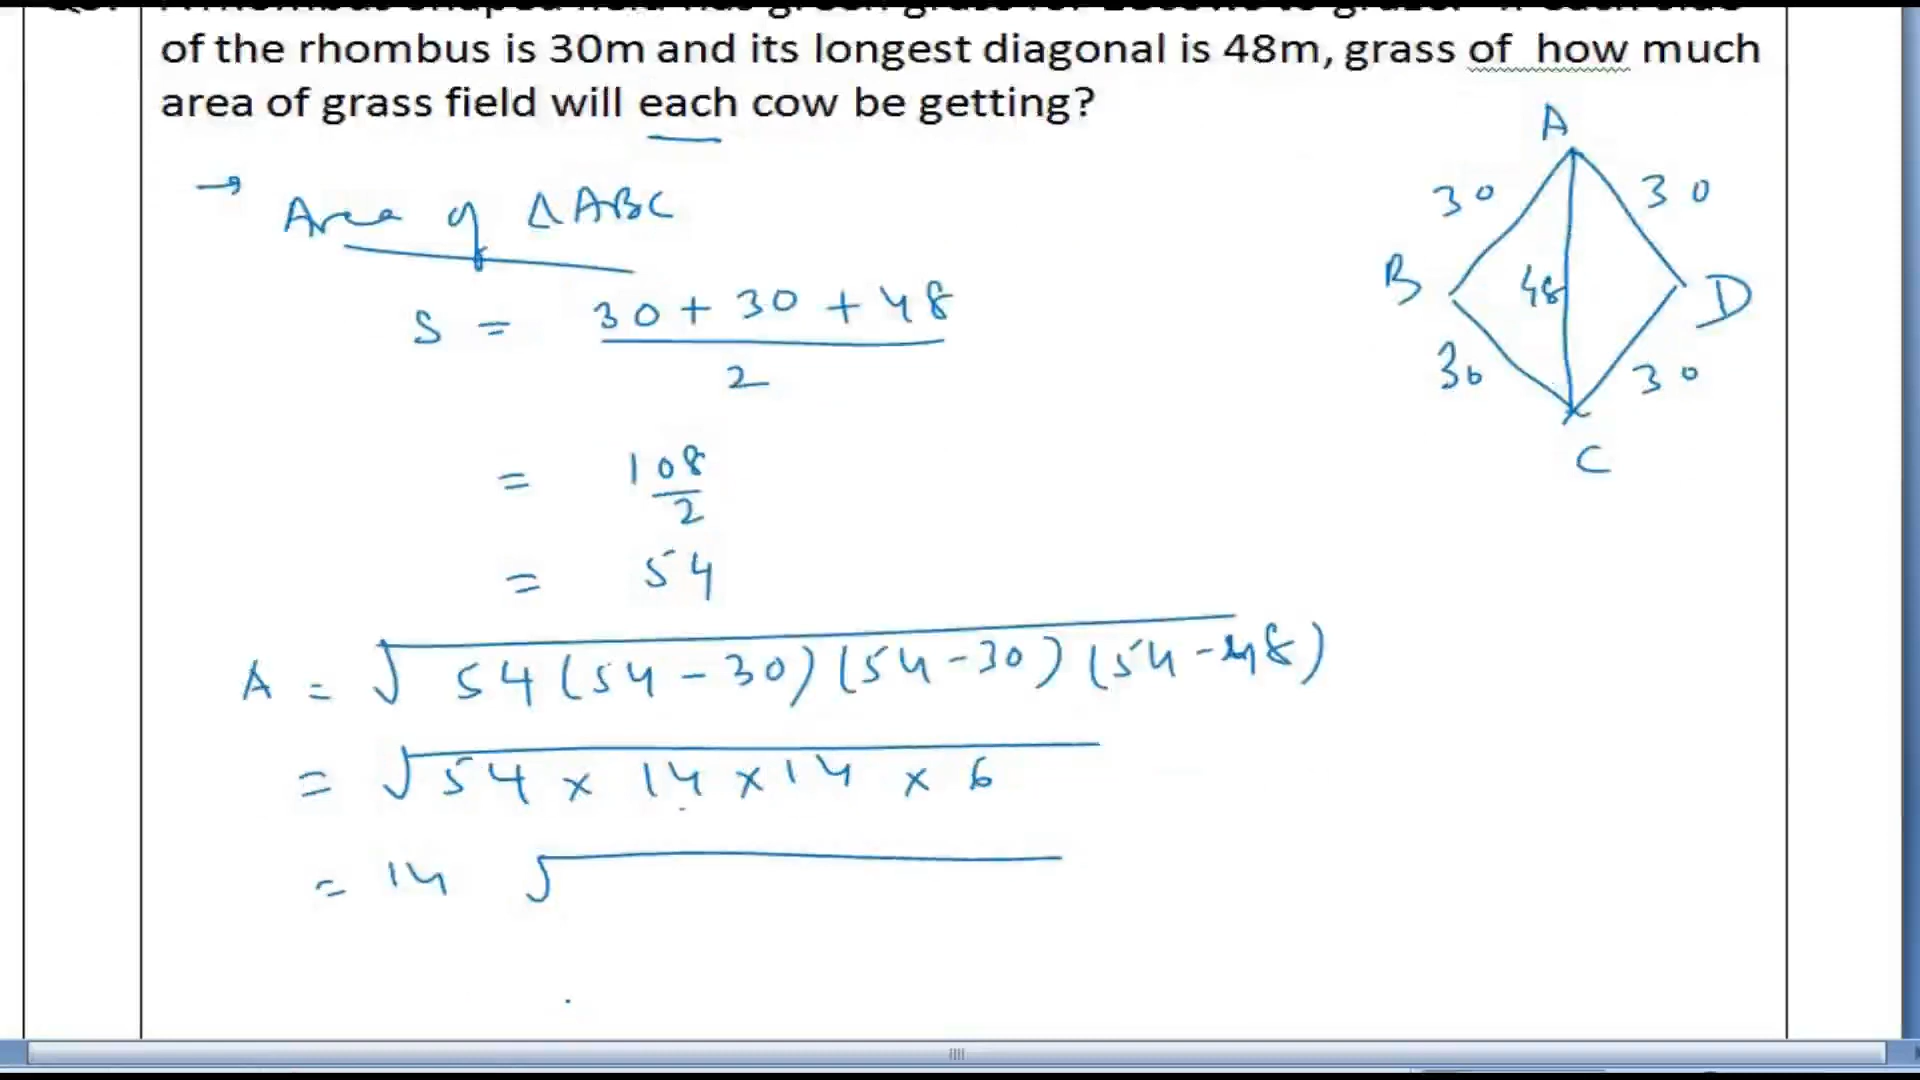 of the rhombus is 30m and its longest diagonal is 48m, grass of how much
area of grass field will each cow be getting?
→ Area of △ABC
S = 30 + 30 + 48
2
= 108
2
= 54
A = √54(54-30)(54-30)(54-48)
= √54 × 14 × 14 × 6
= 14 √
A
30
30
B
48
D
30
30
C